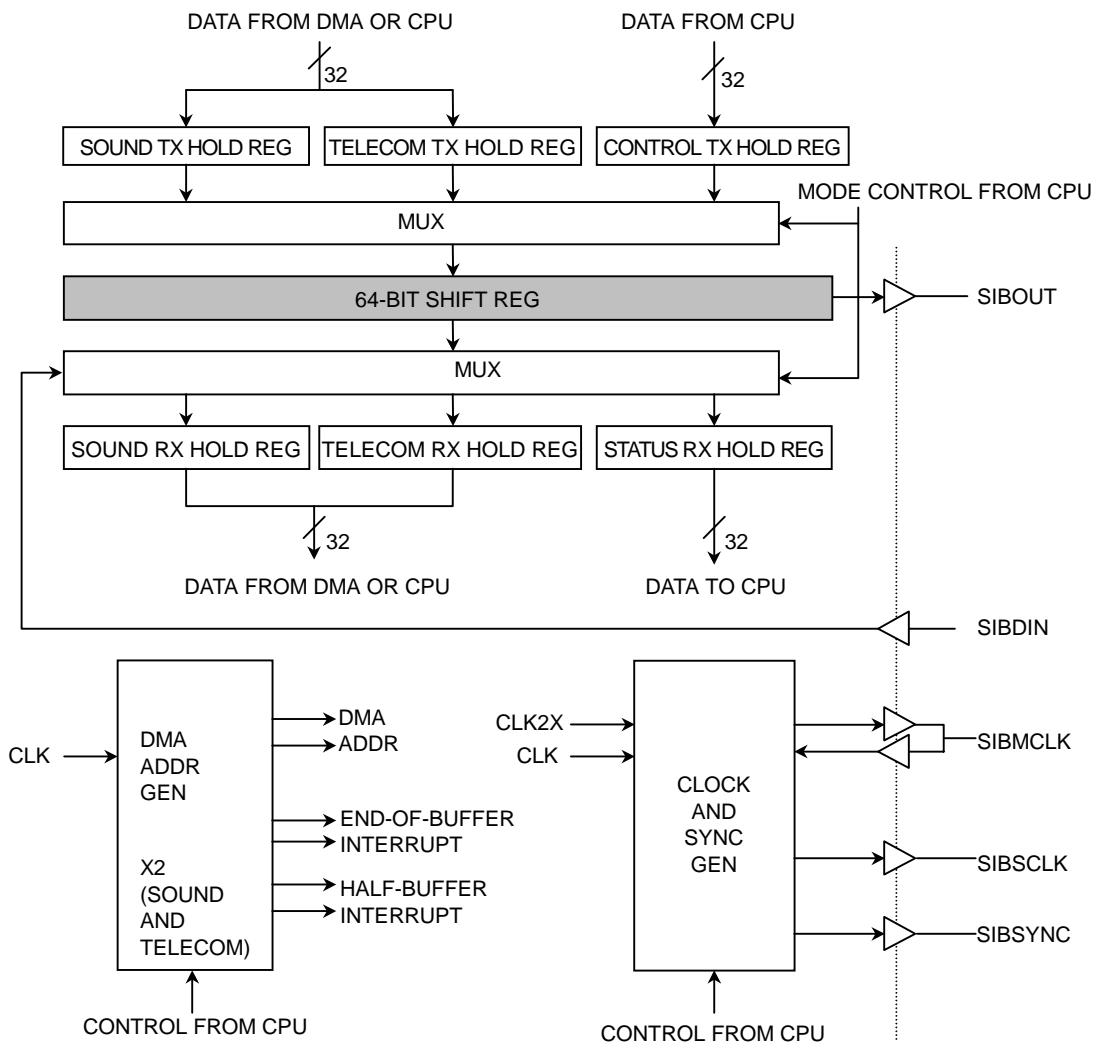 DATA FROM DMA OR CPU
DATA FROM CPU
32
32
SOUND TX HOLD REG
TELECOM TX HOLD REG
CONTROL TX HOLD REG
MODE CONTROL FROM CPU
MUX
64-BIT SHIFT REG
SIBOUT
MUX
SOUND RX HOLD REG
TELECOM RX HOLD REG
STATUS RX HOLD REG
32
32
DATA FROM DMA OR CPU
DATA TO CPU
SIBDIN
CLK
DMA
ADDR
GEN
X2
(SOUND
AND
TELECOM)
DMA
ADDR
END-OF-BUFFER
INTERRUPT
HALF-BUFFER
INTERRUPT
CONTROL FROM CPU
CLK2X
CLK
CLOCK
AND
SYNC
GEN
SIBMCLK
SIBSCLK
SIBSYNC
CONTROL FROM CPU